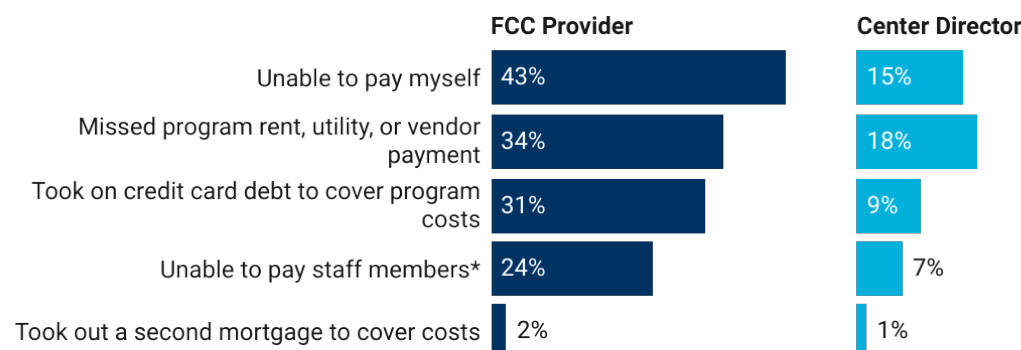 FCC Provider Center Director
Unable to pay myself 43% 15%
Missed program rent, utility, or vendor
payment 34% 18%
Took on credit card debt to cover program
costs 31% 9%
Unable to pay staff members* 24% 7%
Took out a second mortgage to cover costs 2% 1%